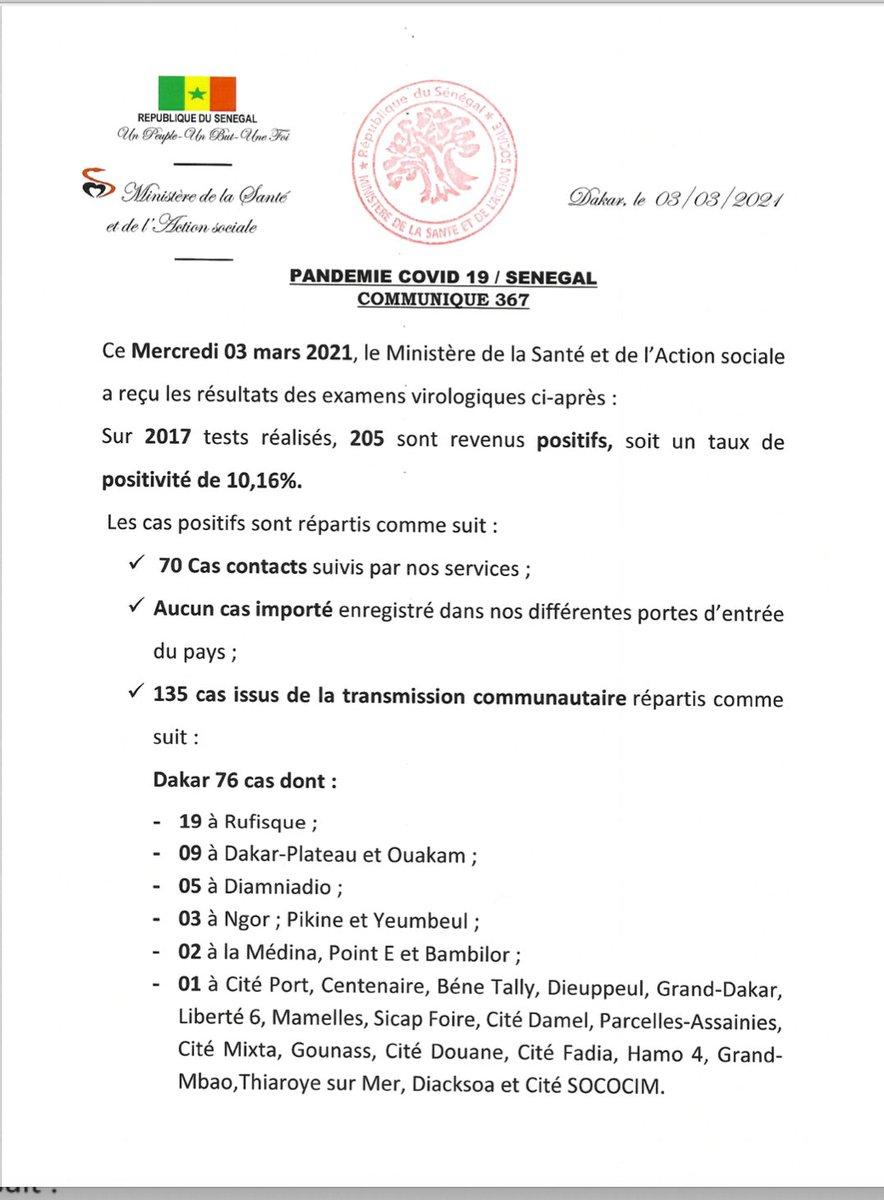 REPUBLIQUE DU SENEGAL
Un Peuple-Un But-Une Foi
Ministère de la Santé
et de l'Action sociale
★ République du Sénégal ★
MINISTÈRE DE LA SANTE ET DE L'ACTION SOCIALE
Dakar, le 03/03/2021
PANDEMIE COVID 19 / SENEGAL
COMMUNIQUE 367
Ce Mercredi 03 mars 2021, le Ministère de la Santé et de l'Action sociale
a reçu les résultats des examens virologiques ci-après :
Sur 2017 tests réalisés, 205 sont revenus positifs, soit un taux de
positivité de 10,16%.
Les cas positifs sont répartis comme suit :
✓ 70 Cas contacts suivis par nos services ;
✓ Aucun cas importé enregistré dans nos différentes portes d'entrée
du pays ;
✓ 135 cas issus de la transmission communautaire répartis comme
suit :
Dakar 76 cas dont :
- 19 à Rufisque ;
- 09 à Dakar-Plateau et Ouakam ;
- 05 à Diamniadio ;
- 03 à Ngor ; Pikine et Yeumbeul ;
- 02 à la Médina, Point E et Bambilor ;
- 01 à Cité Port, Centenaire, Béne Tally, Dieuppeul, Grand-Dakar,
Liberté 6, Mamelles, Sicap Foire, Cité Damel, Parcelles-Assainies,
Cité Mixta, Gounass, Cité Douane, Cité Fadia, Hamo 4, Grand-
Mbao,Thiaroye sur Mer, Diacksoa et Cité SOCOCIM.